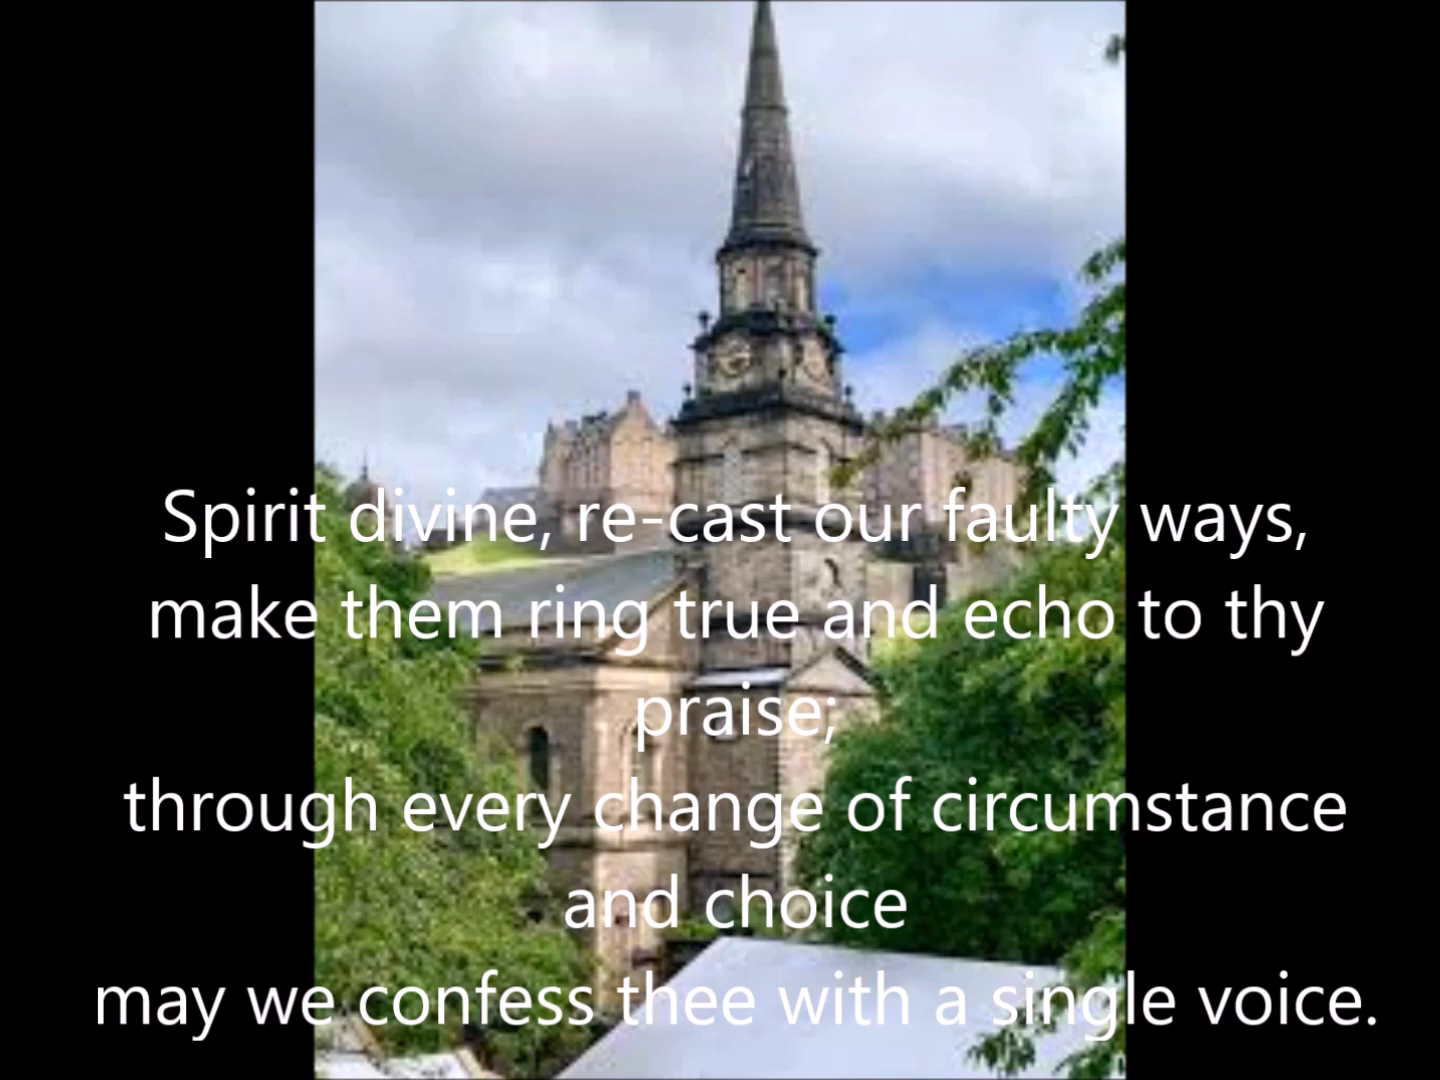 Spirit divine, re-cast our faulty ways,
make them ring true and echo to thy
praise;
through every change of circumstance
and choice
may we confess thee with a single voice.